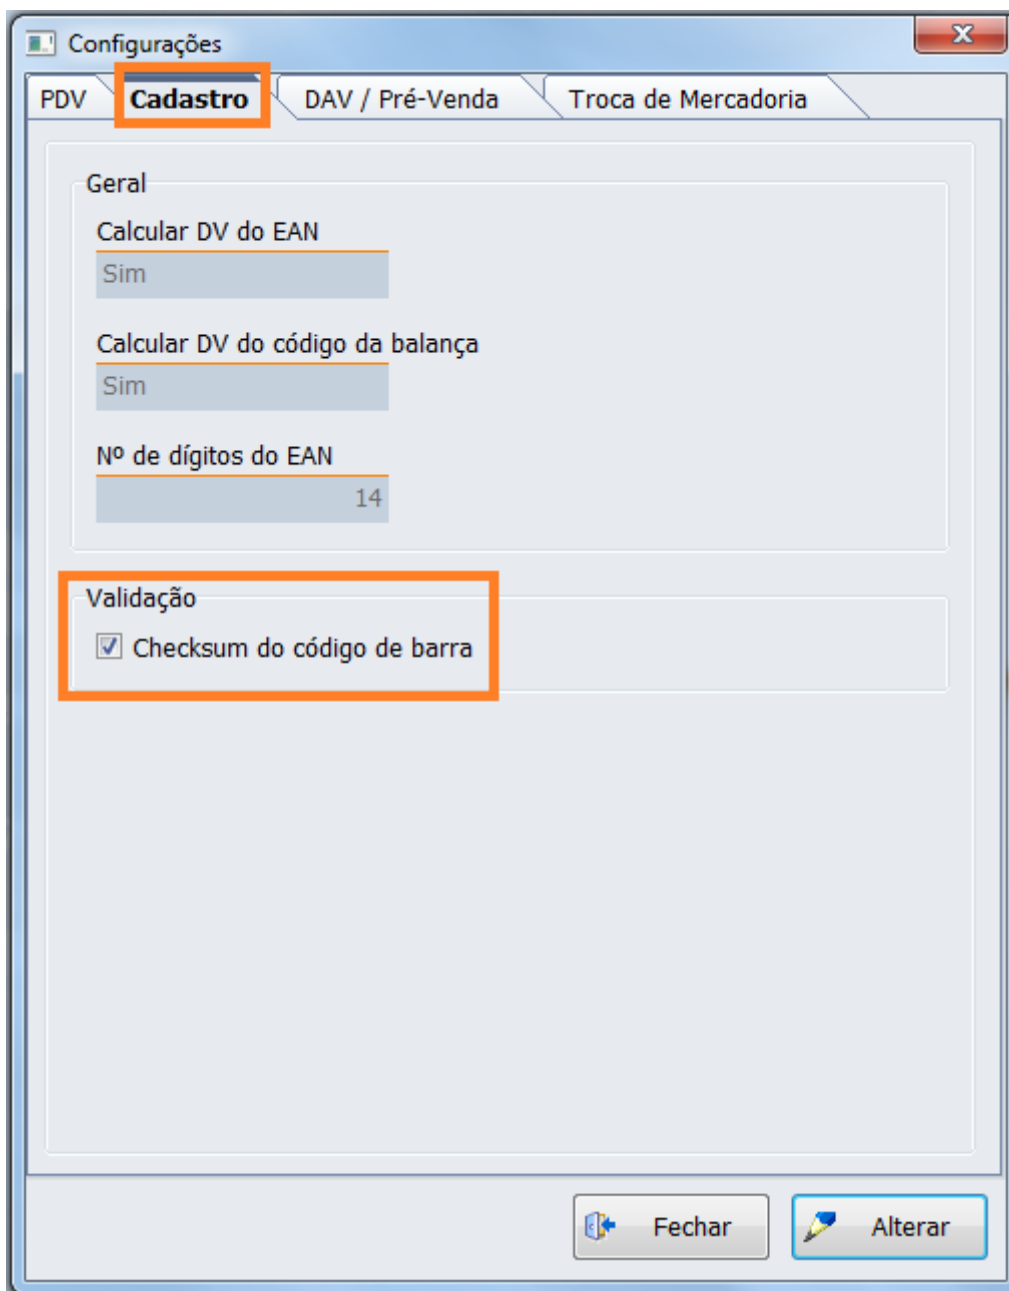 Configurações
PDV Cadastro DAV / Pré-Venda Troca de Mercadoria
Geral
Calcular DV do EAN
Sim
Calcular DV do código da balança
Sim
Nº de dígitos do EAN
14
Validação
Checksum do código de barra
Fechar Alterar